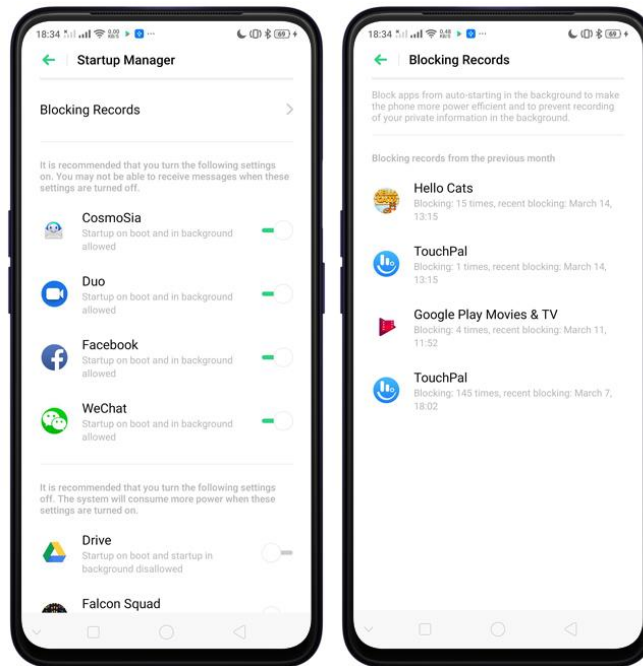 18:34
69
Startup Manager
Blocking Records
It is recommended that you turn the following settings
on. You may not be able to receive messages when these
settings are turned off.
CosmoSia
Startup on boot and in background
allowed
Duo
Startup on boot and in background
allowed
Facebook
Startup on boot and in background
allowed
WeChat
Startup on boot and in background
allowed
It is recommended that you turn the following settings
off. The system will consume more power when these
settings are turned on.
Drive
Startup on boot and startup in
background disallowed
Falcon Squad
18:34
69
Blocking Records
Block apps from auto-starting in the background to make
the phone more power efficient and to prevent recording
of your private information in the background.
Blocking records from the previous month
Hello Cats
Blocking: 15 times, recent blocking: March 14,
13:15
TouchPal
Blocking: 1 times, recent blocking: March 14,
13:15
Google Play Movies & TV
Blocking: 4 times, recent blocking: March 11,
11:52
TouchPal
Blocking: 145 times, recent blocking: March 7,
18:02